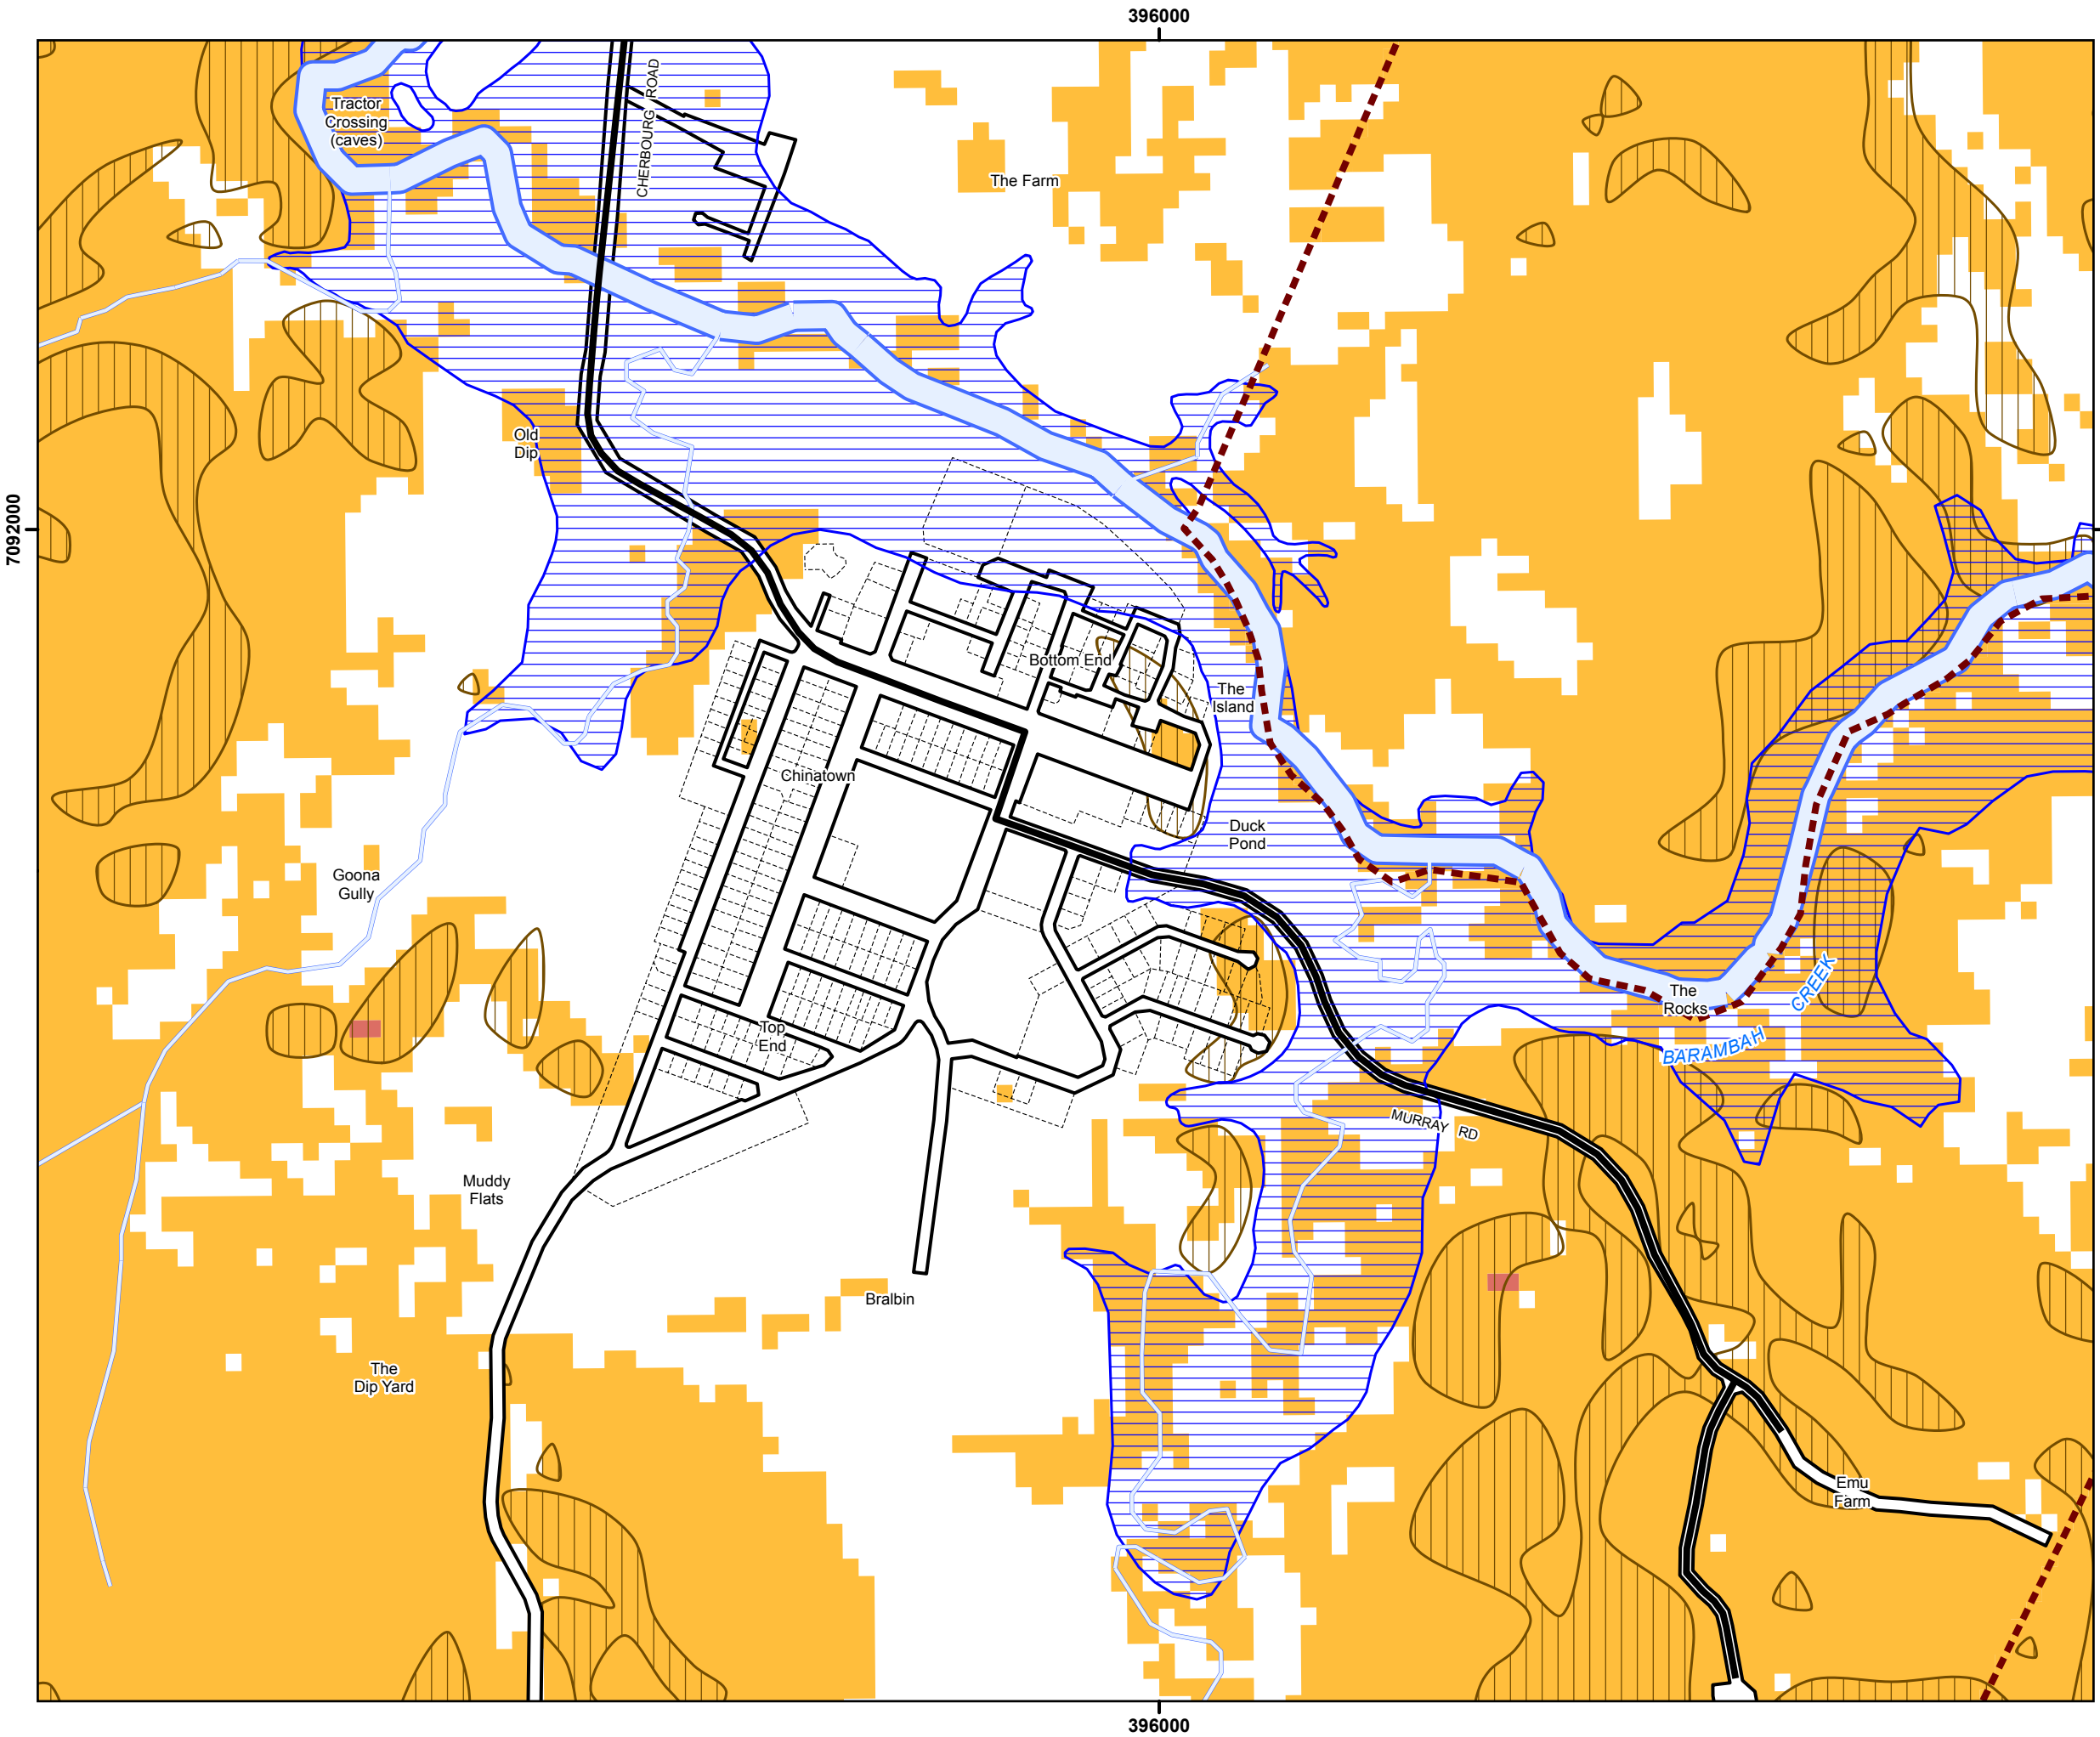 396000
CHERBOURG ROAD
Tractor
Crossing
(caves)
The Farm
Old
Dip
7092000
Bottom End
The
Island
Chinatown
Duck
Pond
Goona
Gully
The
Rocks
BARAMBAH CREEK
Top
End
MURRAY RD
Muddy
Flats
Bralbin
The
Dip Yard
Emu
Farm
396000